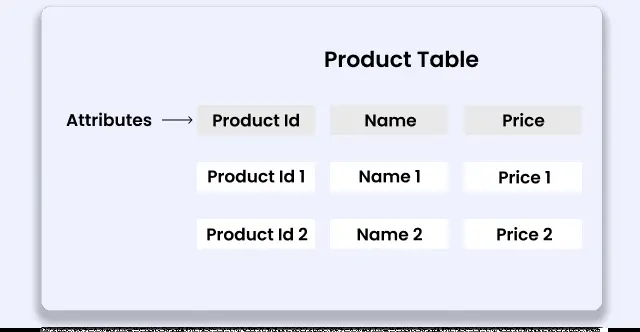 Product Table
Attributes Product Id Name Price
Product Id 1 Name 1 Price 1
Product Id 2 Name 2 Price 2